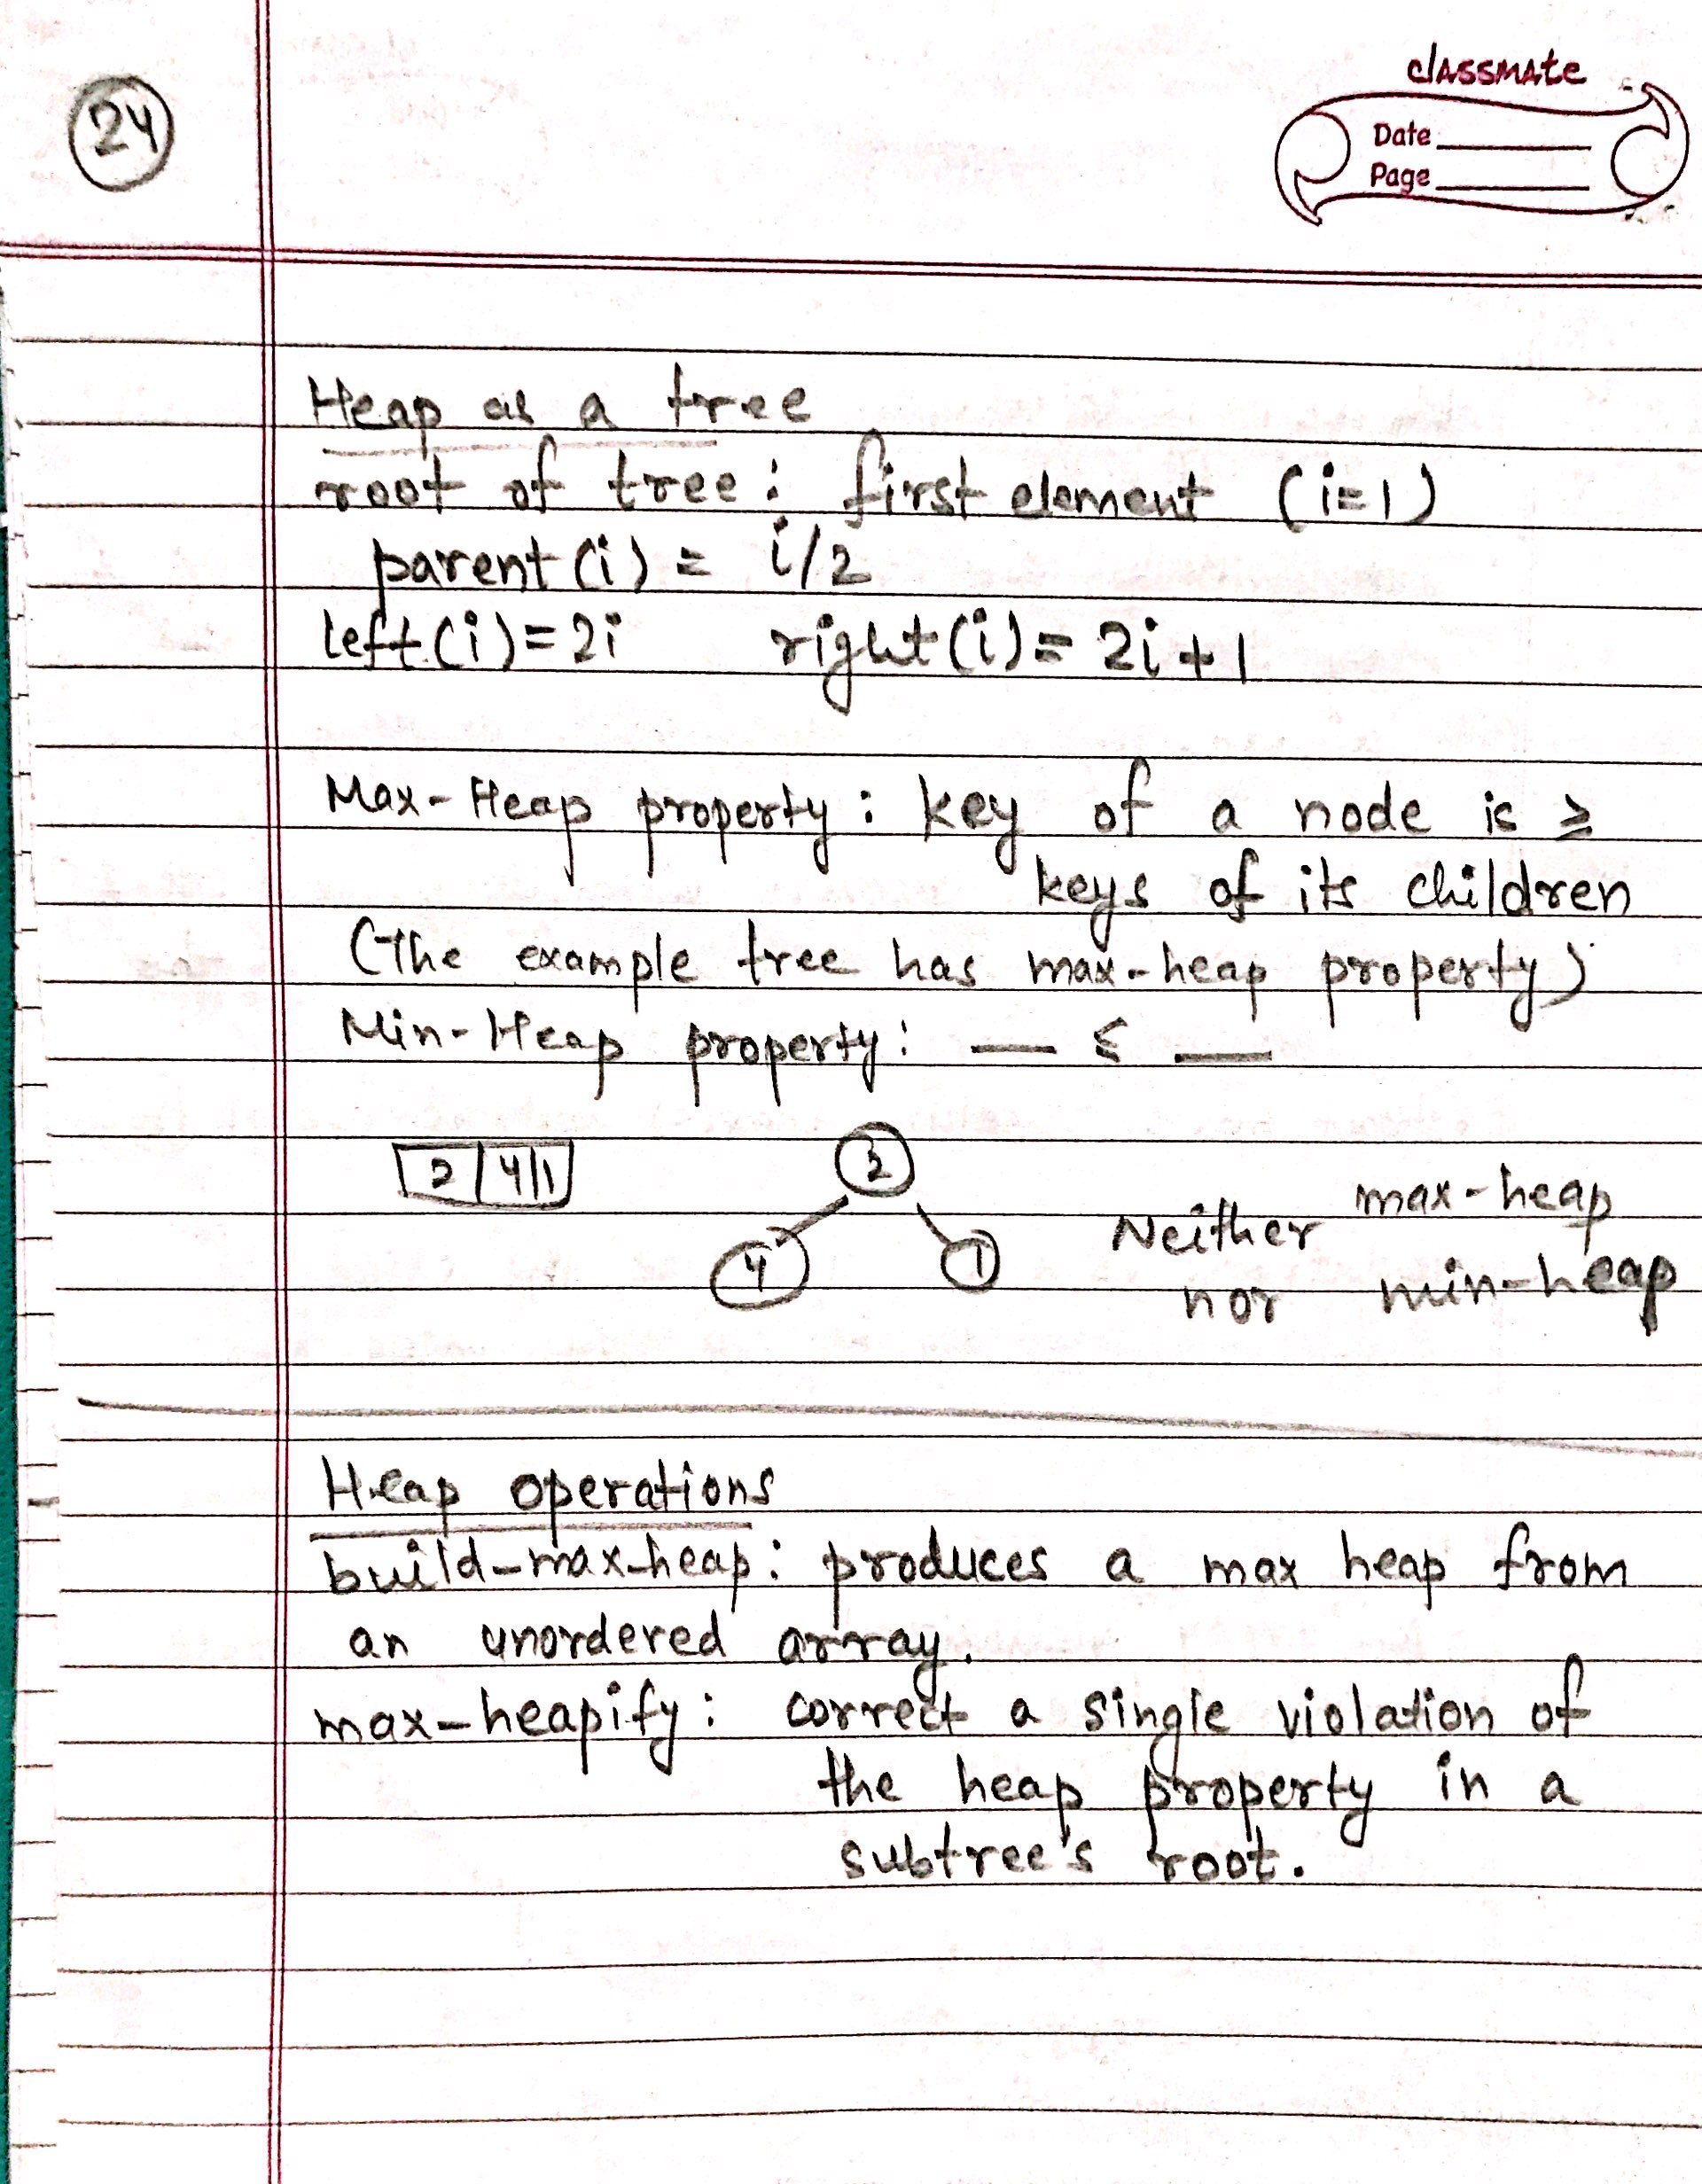 24
classmate
Date
Page
Heap as a tree
root of tree : first element (i=1)
parent(i) = i/2
left(i)=2i right(i)= 2i+1
Max-Heap property : key of a node is ≥
keys of its children
(The example tree has max-heap property)
Min-Heap property : — ≤ —
2 4 1
2
4 1
Neither max-heap
nor min-heap
Heap operations
build-max-heap : produces a max heap from
an unordered array.
max-heapify : correct a single violation of
the heap property in a
subtree's root.